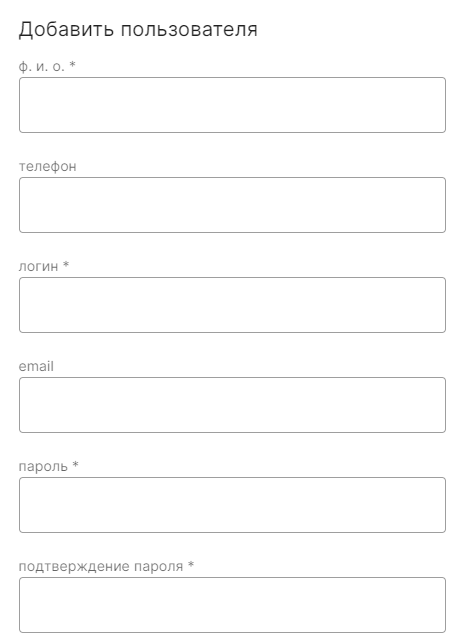 Добавить пользователя
ф. и. о. *
телефон
логин *
email
пароль *
подтверждение пароля *